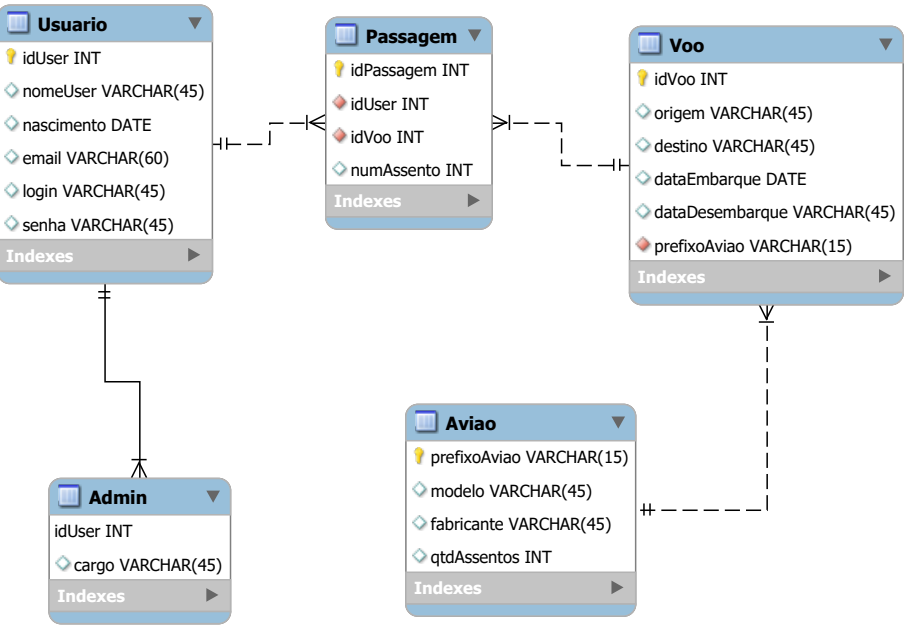 Usuario
idUser INT
nomeUser VARCHAR(45)
nascimento DATE
email VARCHAR(60)
login VARCHAR(45)
senha VARCHAR(45)
Indexes
Passagem
idPassagem INT
idUser INT
idVoo INT
numAssento INT
Indexes
Voo
idVoo INT
origem VARCHAR(45)
destino VARCHAR(45)
dataEmbarque DATE
dataDesembarque VARCHAR(45)
prefixoAviao VARCHAR(15)
Indexes
Aviao
prefixoAviao VARCHAR(15)
modelo VARCHAR(45)
fabricante VARCHAR(45)
qtdAssentos INT
Indexes
Admin
idUser INT
cargo VARCHAR(45)
Indexes